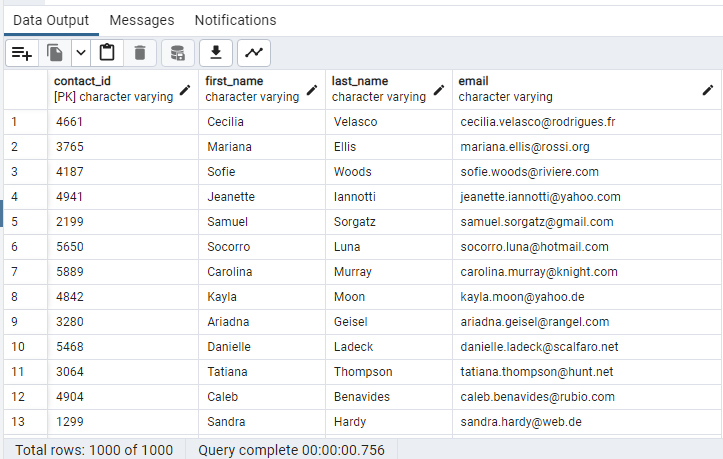 Data Output Messages Notifications
contact_id first_name last_name email
[PK] character varying character varying character varying character varying
1 4661 Cecilia Velasco cecilia.velasco@rodrigues.fr
2 3765 Mariana Ellis mariana.ellis@rossi.org
3 4187 Sofie Woods sofie.woods@riviere.com
4 4941 Jeanette Iannotti jeanette.iannotti@yahoo.com
5 2199 Samuel Sorgatz samuel.sorgatz@gmail.com
6 5650 Socorro Luna socorro.luna@hotmail.com
7 5889 Carolina Murray carolina.murray@knight.com
8 4842 Kayla Moon kayla.moon@yahoo.de
9 3280 Ariadna Geisel ariadna.geisel@rangel.com
10 5468 Danielle Ladeck danielle.ladeck@scalfaro.net
11 3064 Tatiana Thompson tatiana.thompson@hunt.net
12 4904 Caleb Benavides caleb.benavides@rubio.com
13 1299 Sandra Hardy sandra.hardy@web.de
Total rows: 1000 of 1000 Query complete 00:00:00.756